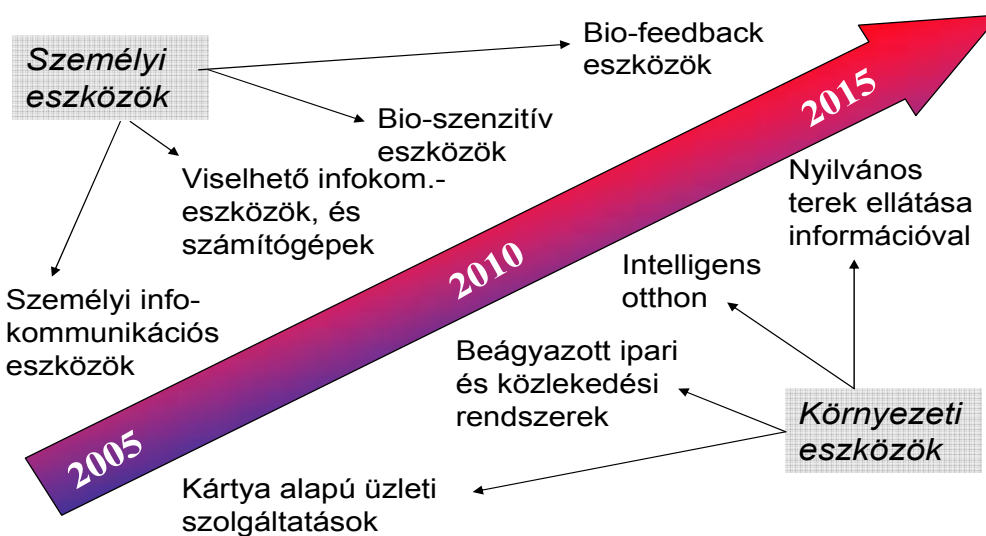 Személyi
eszközök
Bio-feedback
eszközök
Bio-szenzitív
eszközök
Viselhető infokom.-
eszközök, és
számítógépek
Személyi info-
kommunikációs
eszközök
2005
2010
2015
Nyilvános
terek ellátása
információval
Intelligens
otthon
Beágyazott ipari
és közlekedési
rendszerek
Környezeti
eszközök
Kártya alapú üzleti
szolgáltatások